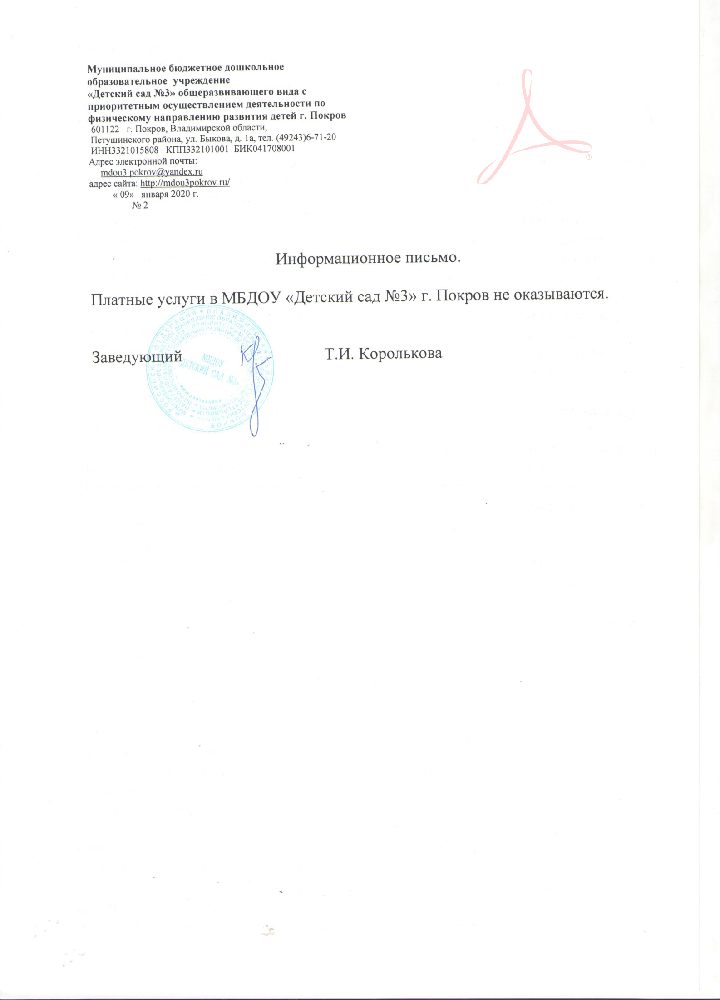 Муниципальное бюджетное дошкольное
образовательное учреждение
«Детский сад №3» общеразвивающего вида с
приоритетным осуществлением деятельности по
физическому направлению развития детей г. Покров
601122 г. Покров, Владимирской области,
Петушинского района, ул. Быкова, д. 1а, тел. (49243)6-71-20
ИНН3321015808 КПП332101001 БИК041708001
Адрес электронной почты:
mdou3.pokrov@yandex.ru
адрес сайта: http://mdou3pokrov.ru/
« 09» января 2020 г.
№ 2
®
Информационное письмо.
Платные услуги в МБДОУ «Детский сад №3» г. Покров не оказываются.
Заведующий Т.И. Королькова
МБДОУ
ДЕТСКИЙ САД №3»